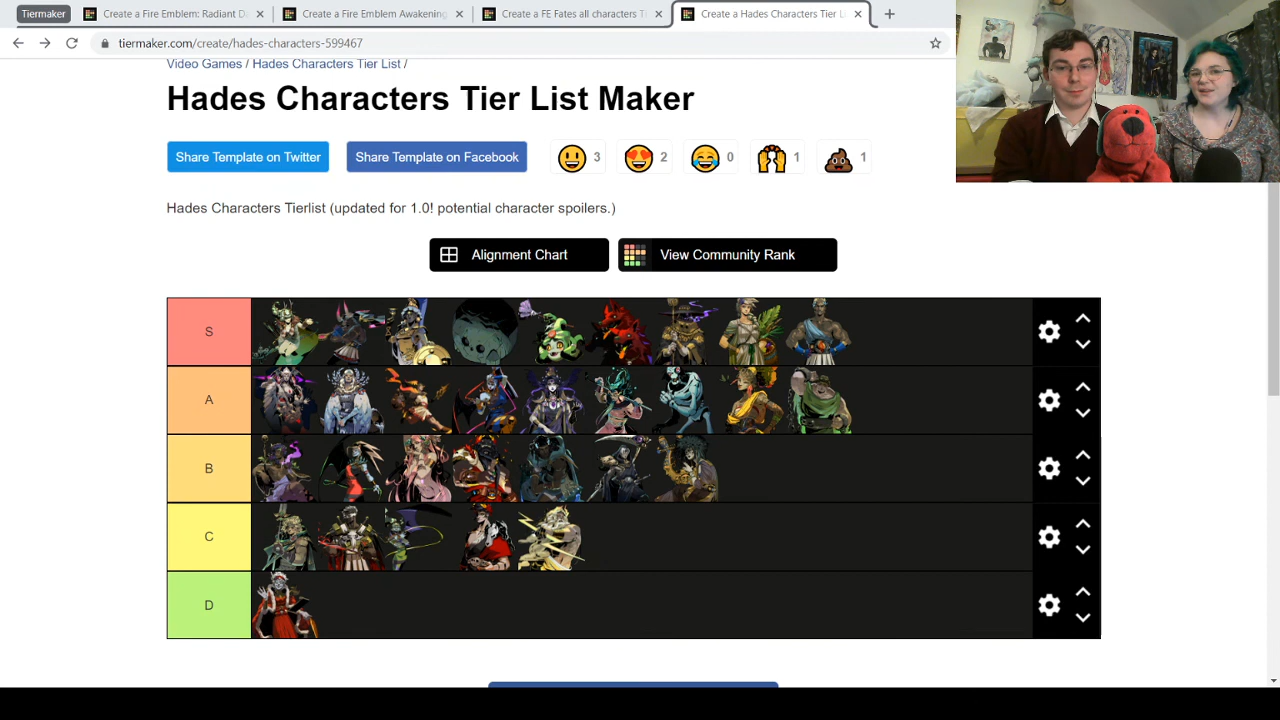 Tiermaker
Create a Fire Emblem: Radiant D
Create a Fire Emblem Awakening
Create a FE Fates all characters Ti
Create a Hades Characters Tier Li
tiermaker.com/create/hades-characters-599467
Video Games / Hades Characters Tier List /
Hades Characters Tier List Maker
Share Template on Twitter
Share Template on Facebook
3
2
0
1
1
Hades Characters Tierlist (updated for 1.0! potential character spoilers.)
Alignment Chart
View Community Rank
S
A
B
C
D